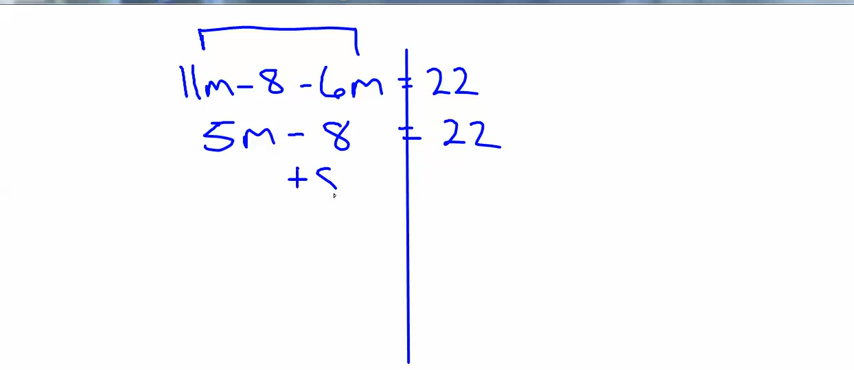 11m - 8 - 6m = 22
5m - 8 = 22
+